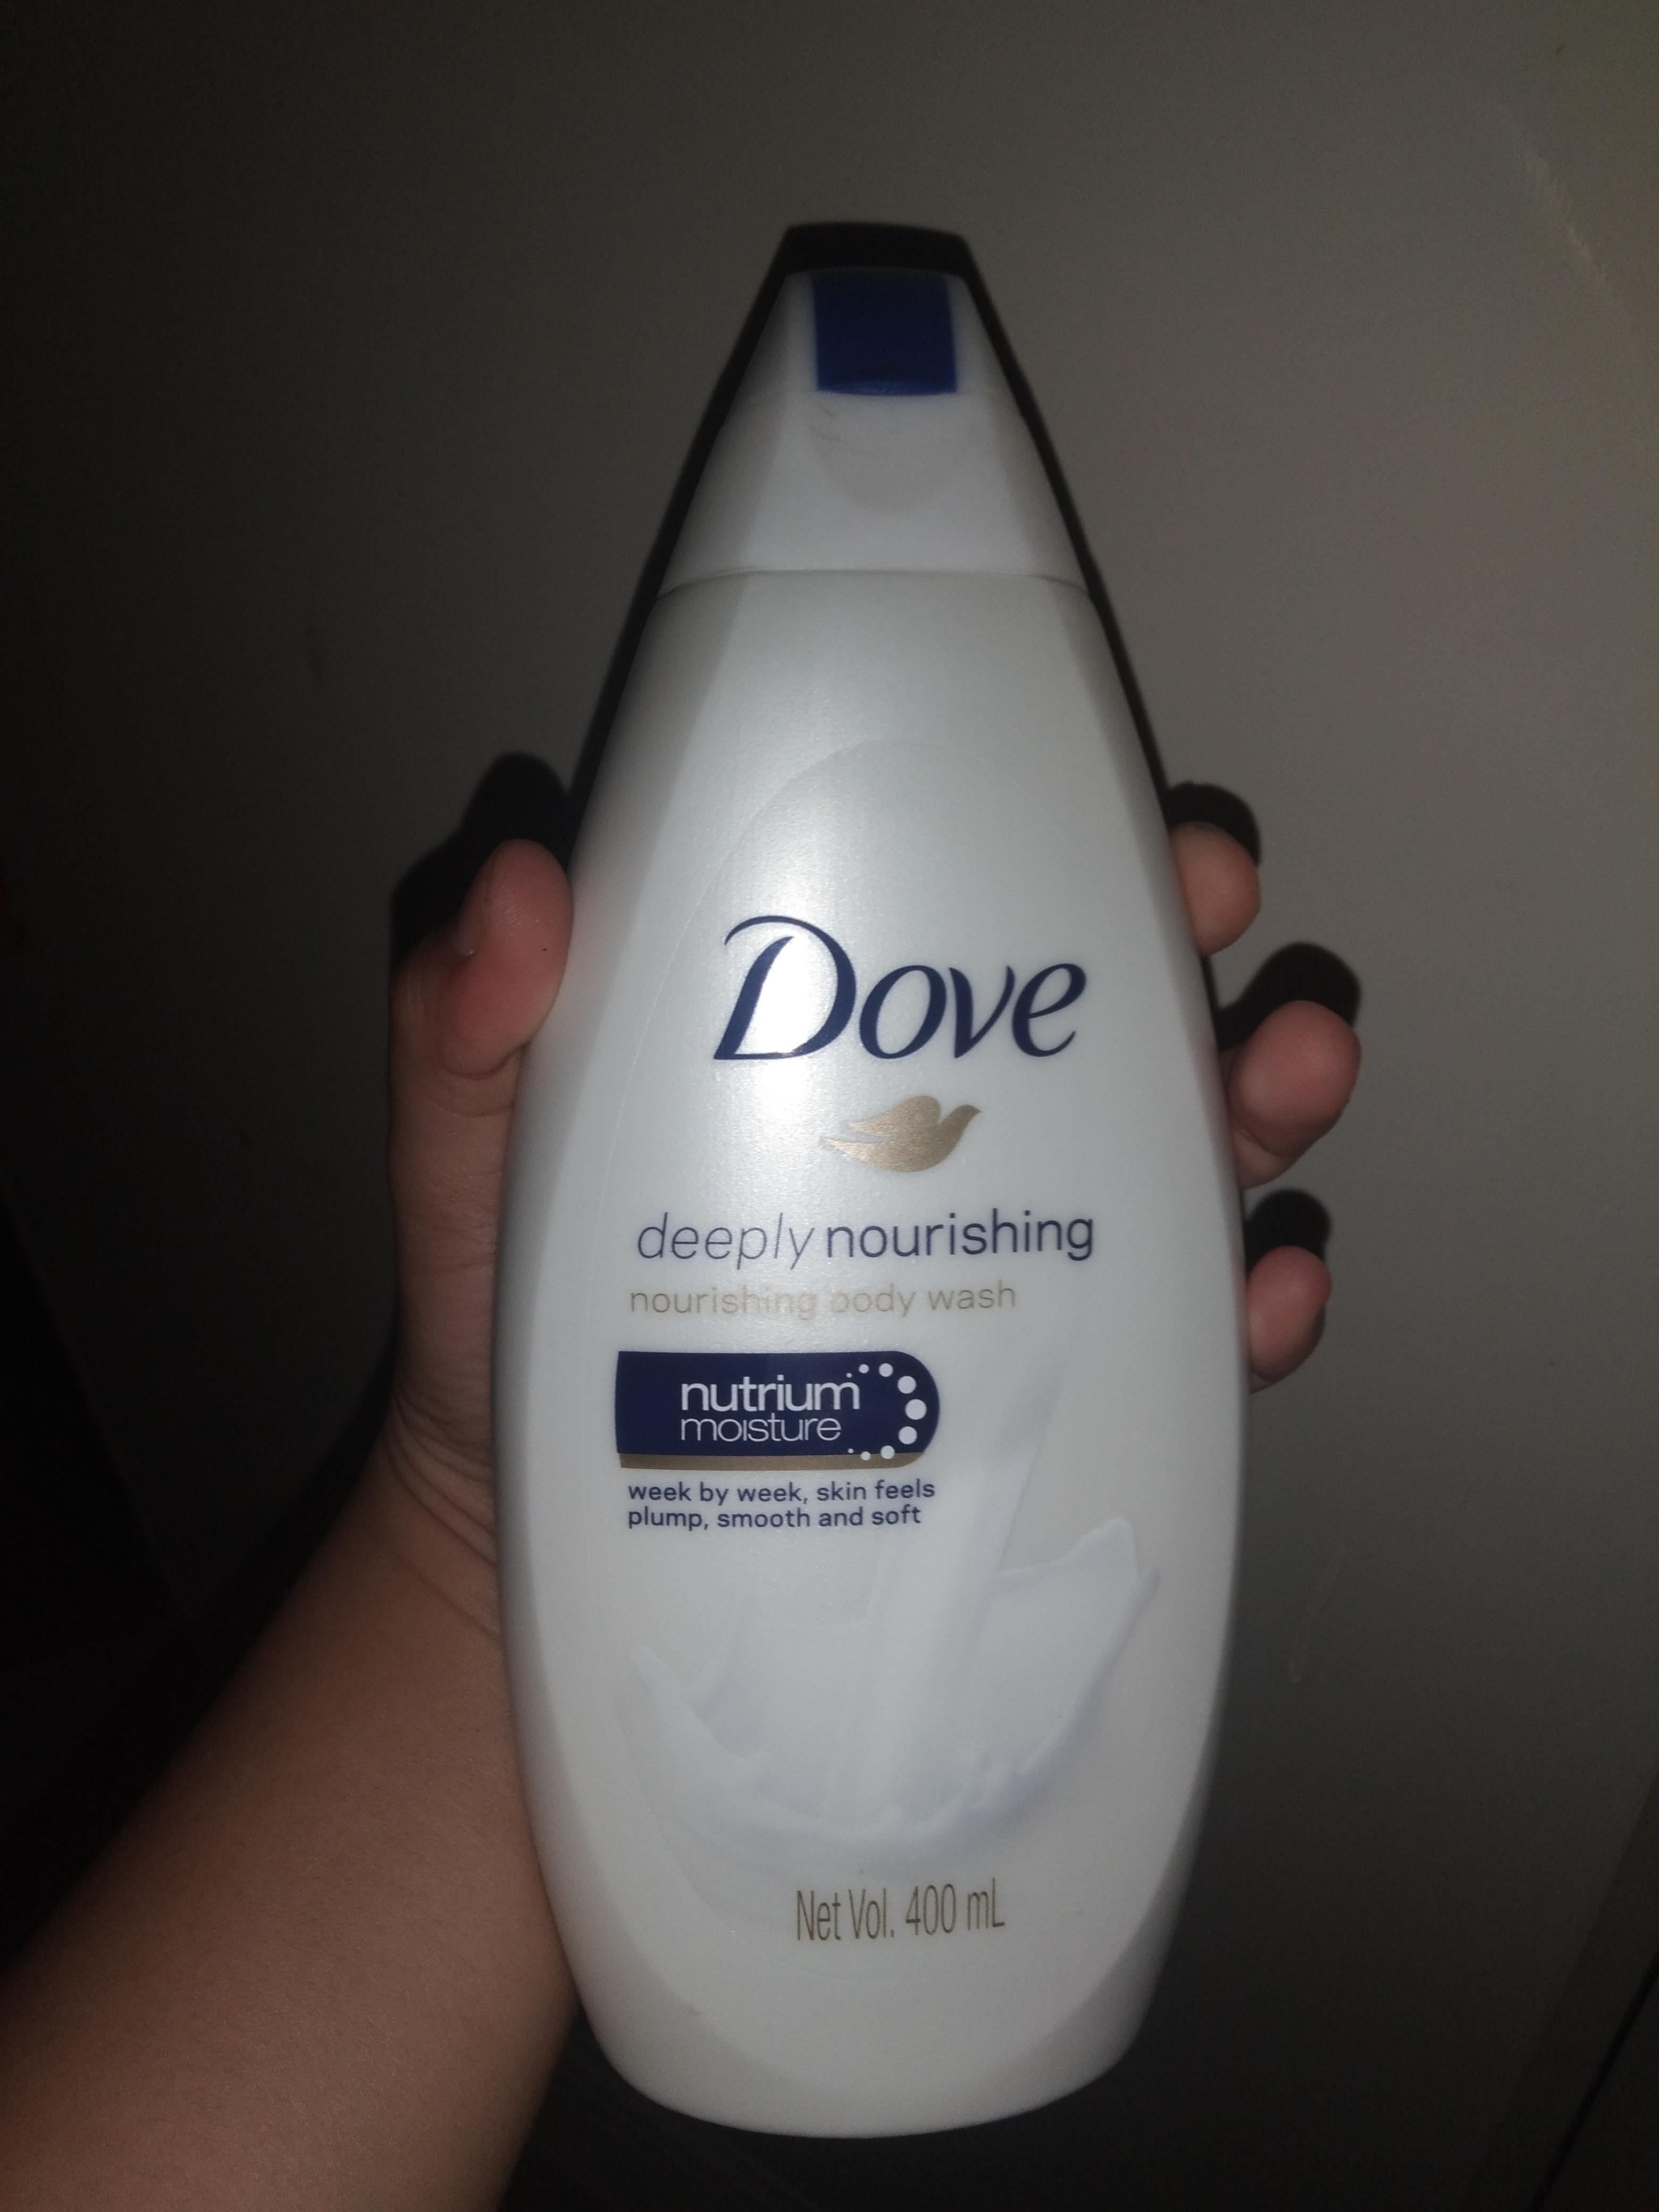 Dove
deeply nourishing
nourishing body wash
nutrium
moisture
week by week, skin feels
plump, smooth and soft
Net Vol. 400 mL